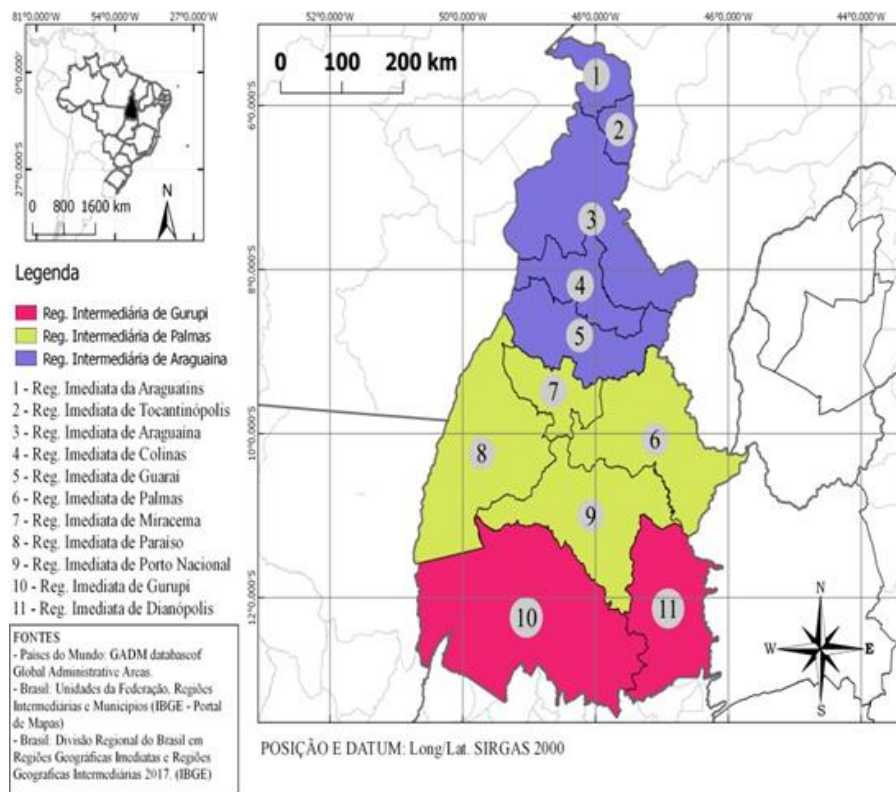 81°0.000'W 54°0.000'W 27°0.000'W
0°0.000'
27°0.000'S
N
0 800 1600 km
52°0.000'W 50°0.000'W 48°0.000'W 46°0.000'W 44°0.000'W
0 100 200 km
6°0.000'S
8°0.000'S
10°0.000'S
12°0.000'S
1
2
3
4
5
7
6
8
9
10
11
N
W
E
S
Legenda
Reg. Intermediária de Gurupi
Reg. Intermediária de Palmas
Reg. Intermediária de Araguaina
1 - Reg. Imediata da Araguatins
2 - Reg. Imediata de Tocantinópolis
3 - Reg. Imediata de Araguaína
4 - Reg. Imediata de Colinas
5 - Reg. Imediata de Guaraí
6 - Reg. Imediata de Palmas
7 - Reg. Imediata de Miracema
8 - Reg. Imediata de Paraíso
9 - Reg. Imediata de Porto Nacional
10 - Reg. Imediata de Gurupi
11 - Reg. Imediata de Dianópolis
FONTES
- Países do Mundo: GADM databaseof
Global Administrative Areas.
- Brasil: Unidades da Federação, Regiões
Intermediárias e Municípios (IBGE - Portal
de Mapas)
- Brasil: Divisão Regional do Brasil em
Regiões Geográficas Imediatas e Regiões
Geograficas Intermediárias 2017. (IBGE)
POSIÇÃO E DATUM: Long/Lat. SIRGAS 2000